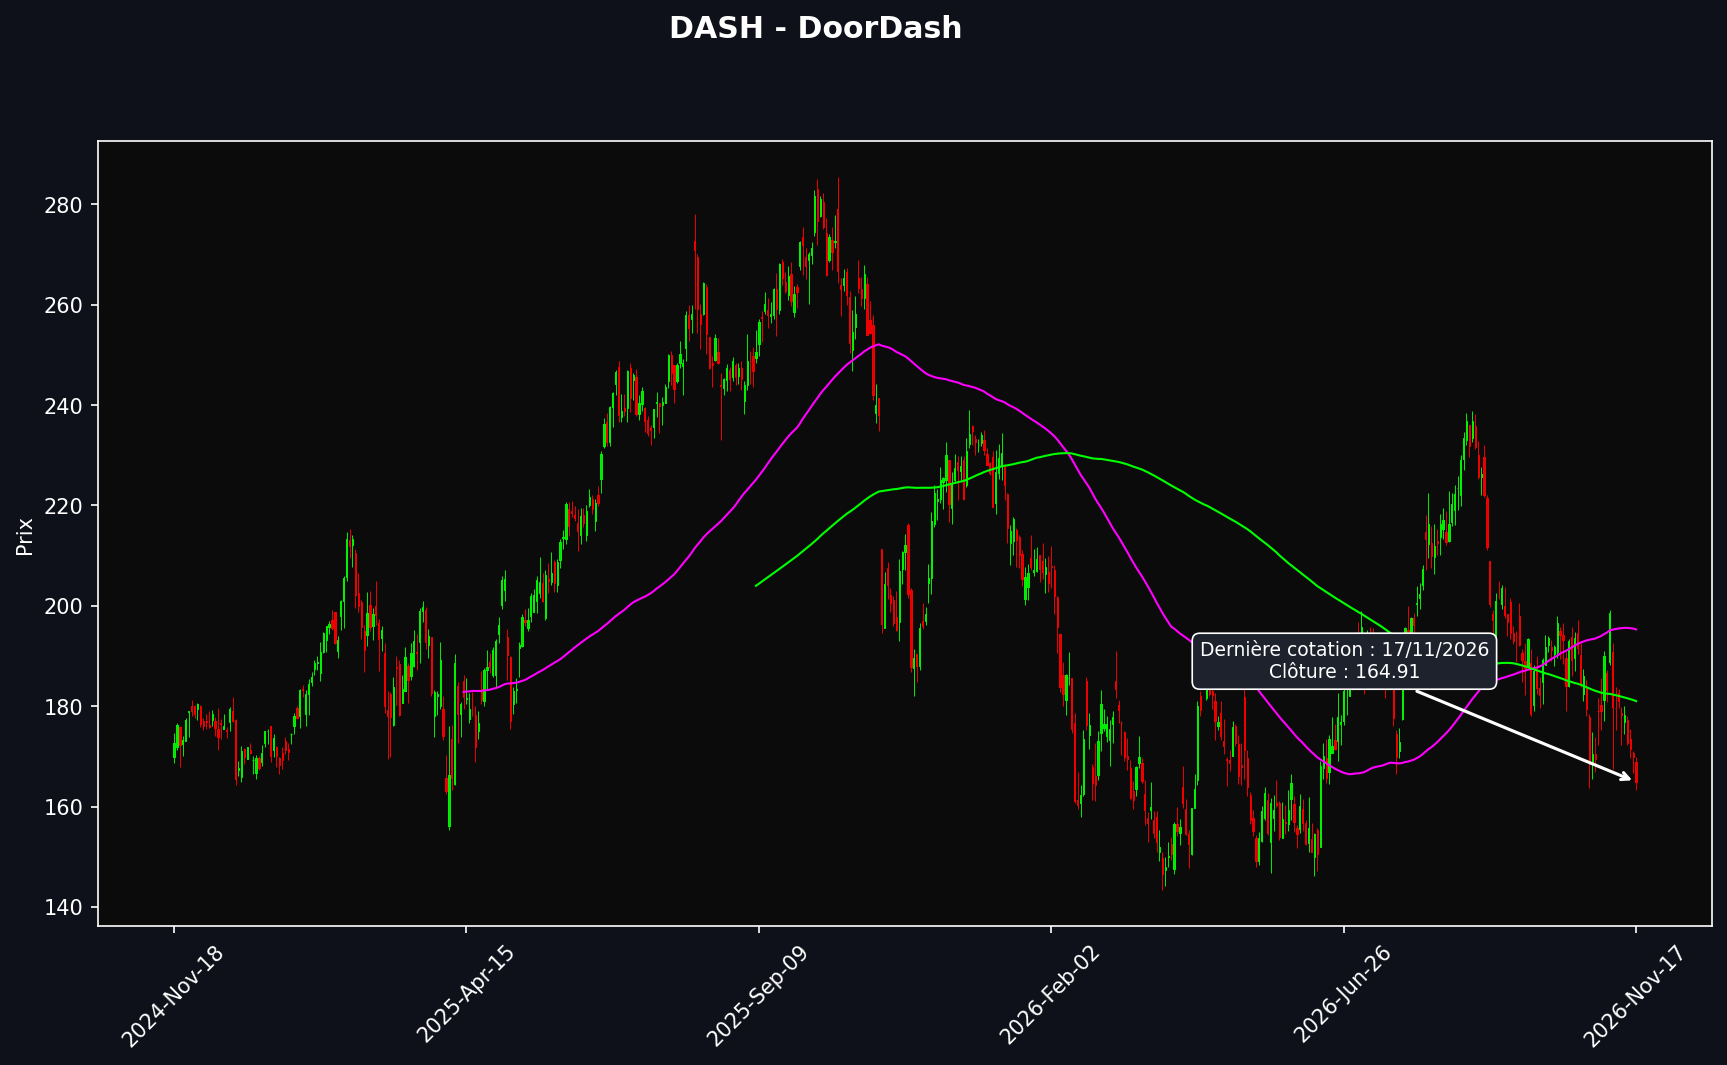 DASH - DoorDash
Prix
280
260
240
220
200
180
160
140
Dernière cotation : 17/11/2026
Clôture : 164.91
2024-Nov-18
2025-Apr-15
2025-Sep-09
2026-Feb-02
2026-Jun-26
2026-Nov-17